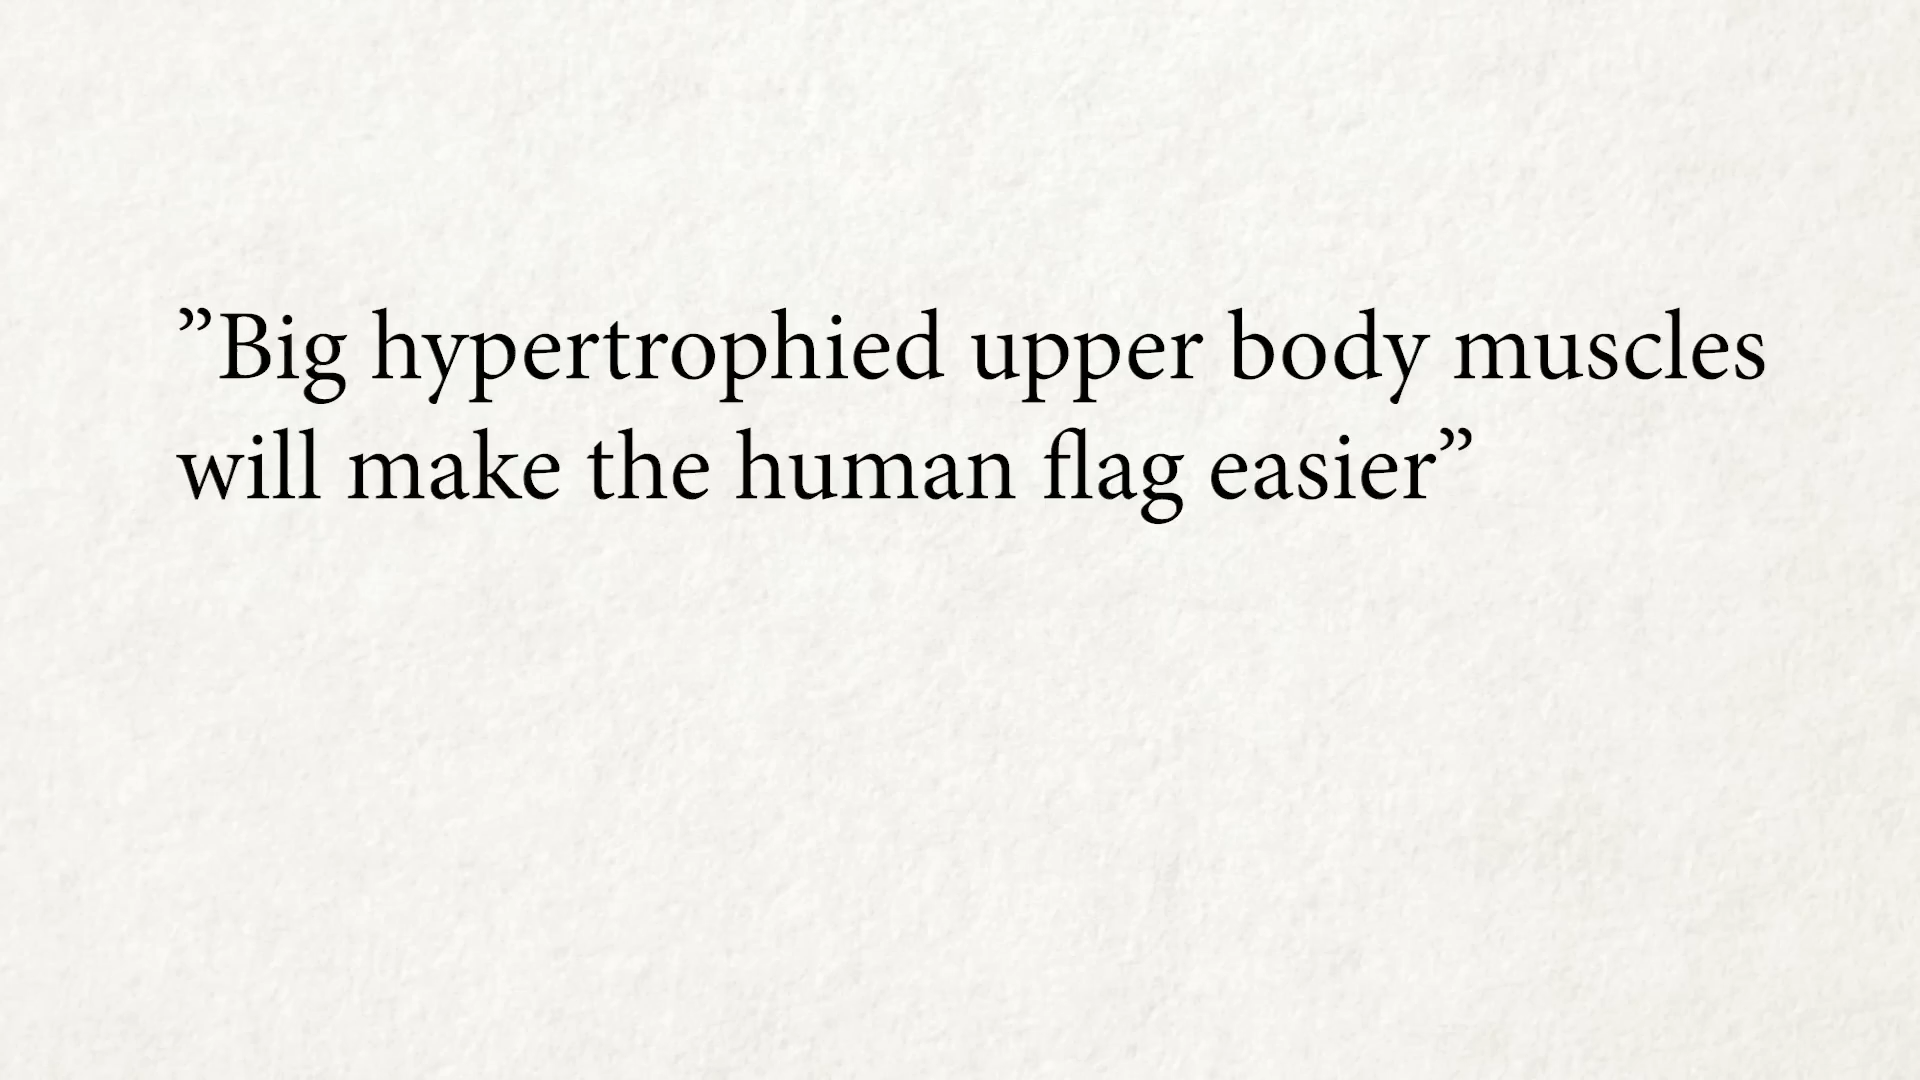 ”Big hypertrophied upper body muscles
will make the human flag easier”